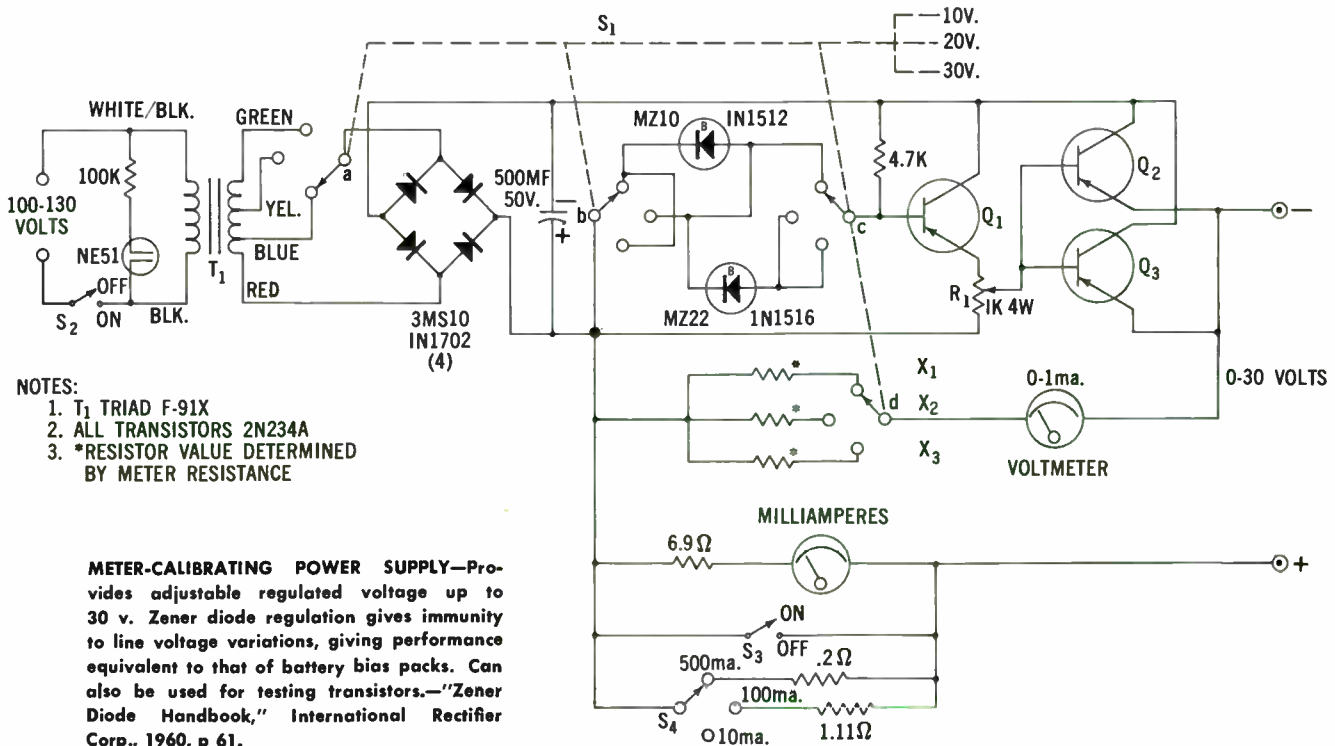 S1
10V.
20V.
30V.
WHITE/BLK.
GREEN
MZ10
IN1512
100K
a
500MF
50V.
4.7K
Q2
100-130
VOLTS
YEL.
b
c
Q1
NE51
T1
BLUE
Q3
OFF
ON
S2
BLK.
RED
3MS10
IN1702
(4)
MZ22
1N1516
R1
1K 4W
B
B
−
+
NOTES:
1. T1 TRIAD F-91X
2. ALL TRANSISTORS 2N234A
3. *RESISTOR VALUE DETERMINED
BY METER RESISTANCE
*
*
*
d
X1
X2
X3
0-1ma.
VOLTMETER
0-30 VOLTS
−
MILLIAMPERES
6.9Ω
+
ON
OFF
S3
500ma.
.2Ω
100ma.
1.11Ω
S4
10ma.
METER-CALIBRATING POWER SUPPLY—Pro-
vides adjustable regulated voltage up to
30 v. Zener diode regulation gives immunity
to line voltage variations, giving performance
equivalent to that of battery bias packs. Can
also be used for testing transistors.—"Zener
Diode Handbook," International Rectifier
Corp., 1960, p 61.